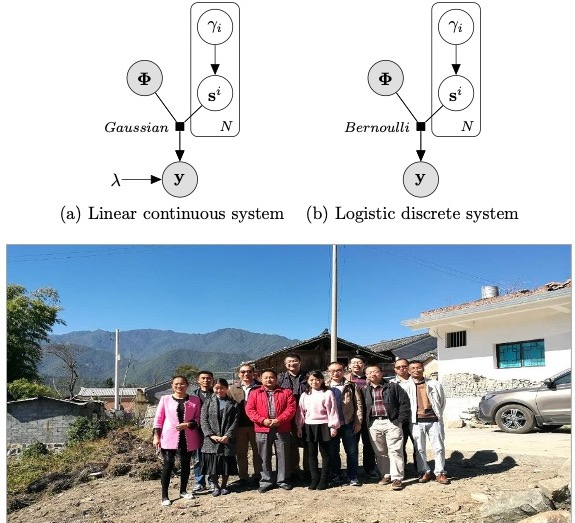 γᵢ
γᵢ
Φ
sⁱ
Φ
sⁱ
Gaussian
N
Bernoulli
N
λ
y
y
(a) Linear continuous system
(b) Logistic discrete system